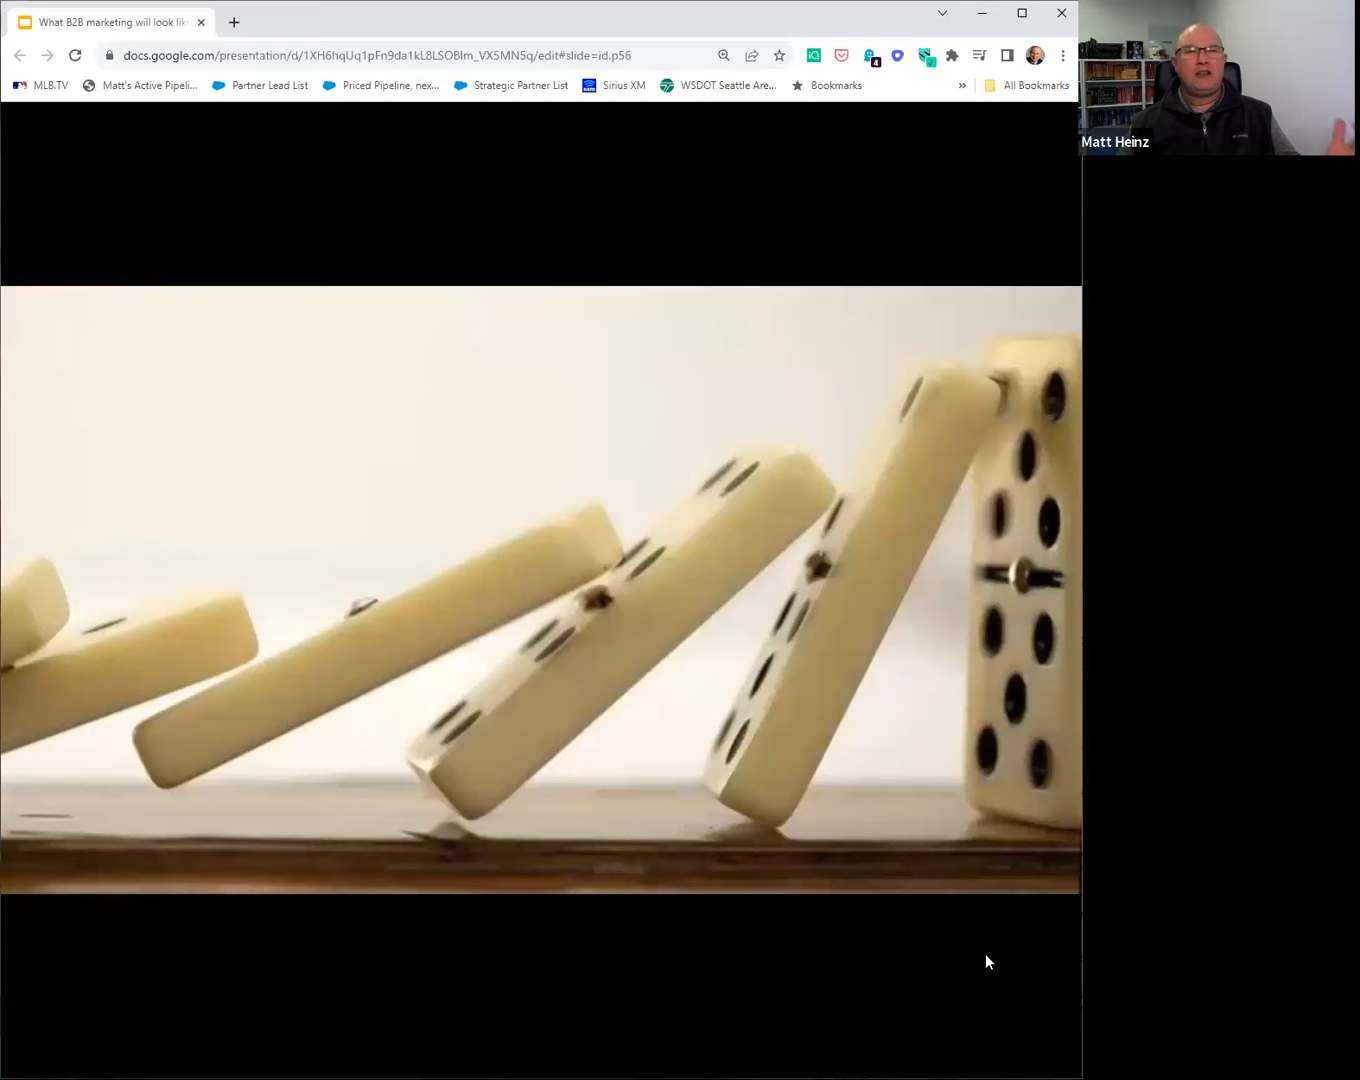 What B2B marketing will look lik
docs.google.com/presentation/d/1XH6hqUq1pFn9da1kL8LSOBIm_VX5MN5q/edit#slide=id.p56
4
MLB.TV Matt's Active Pipeli... Partner Lead List Priced Pipeline, nex... Strategic Partner List Sirius XM WSDOT Seattle Are... Bookmarks » All Bookmarks
Matt Heinz